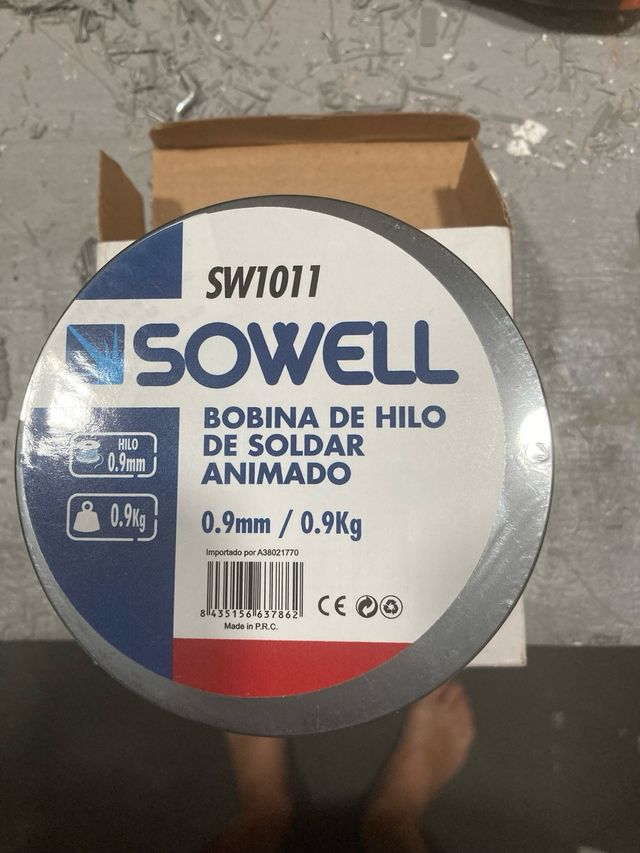 SW1011
SOWELL
BOBINA DE HILO
DE SOLDAR
ANIMADO
HILO
0.9mm
0.9Kg
0.9mm / 0.9Kg
Importado por A38021770
8 435156 637862
CE
Made in P.R.C.